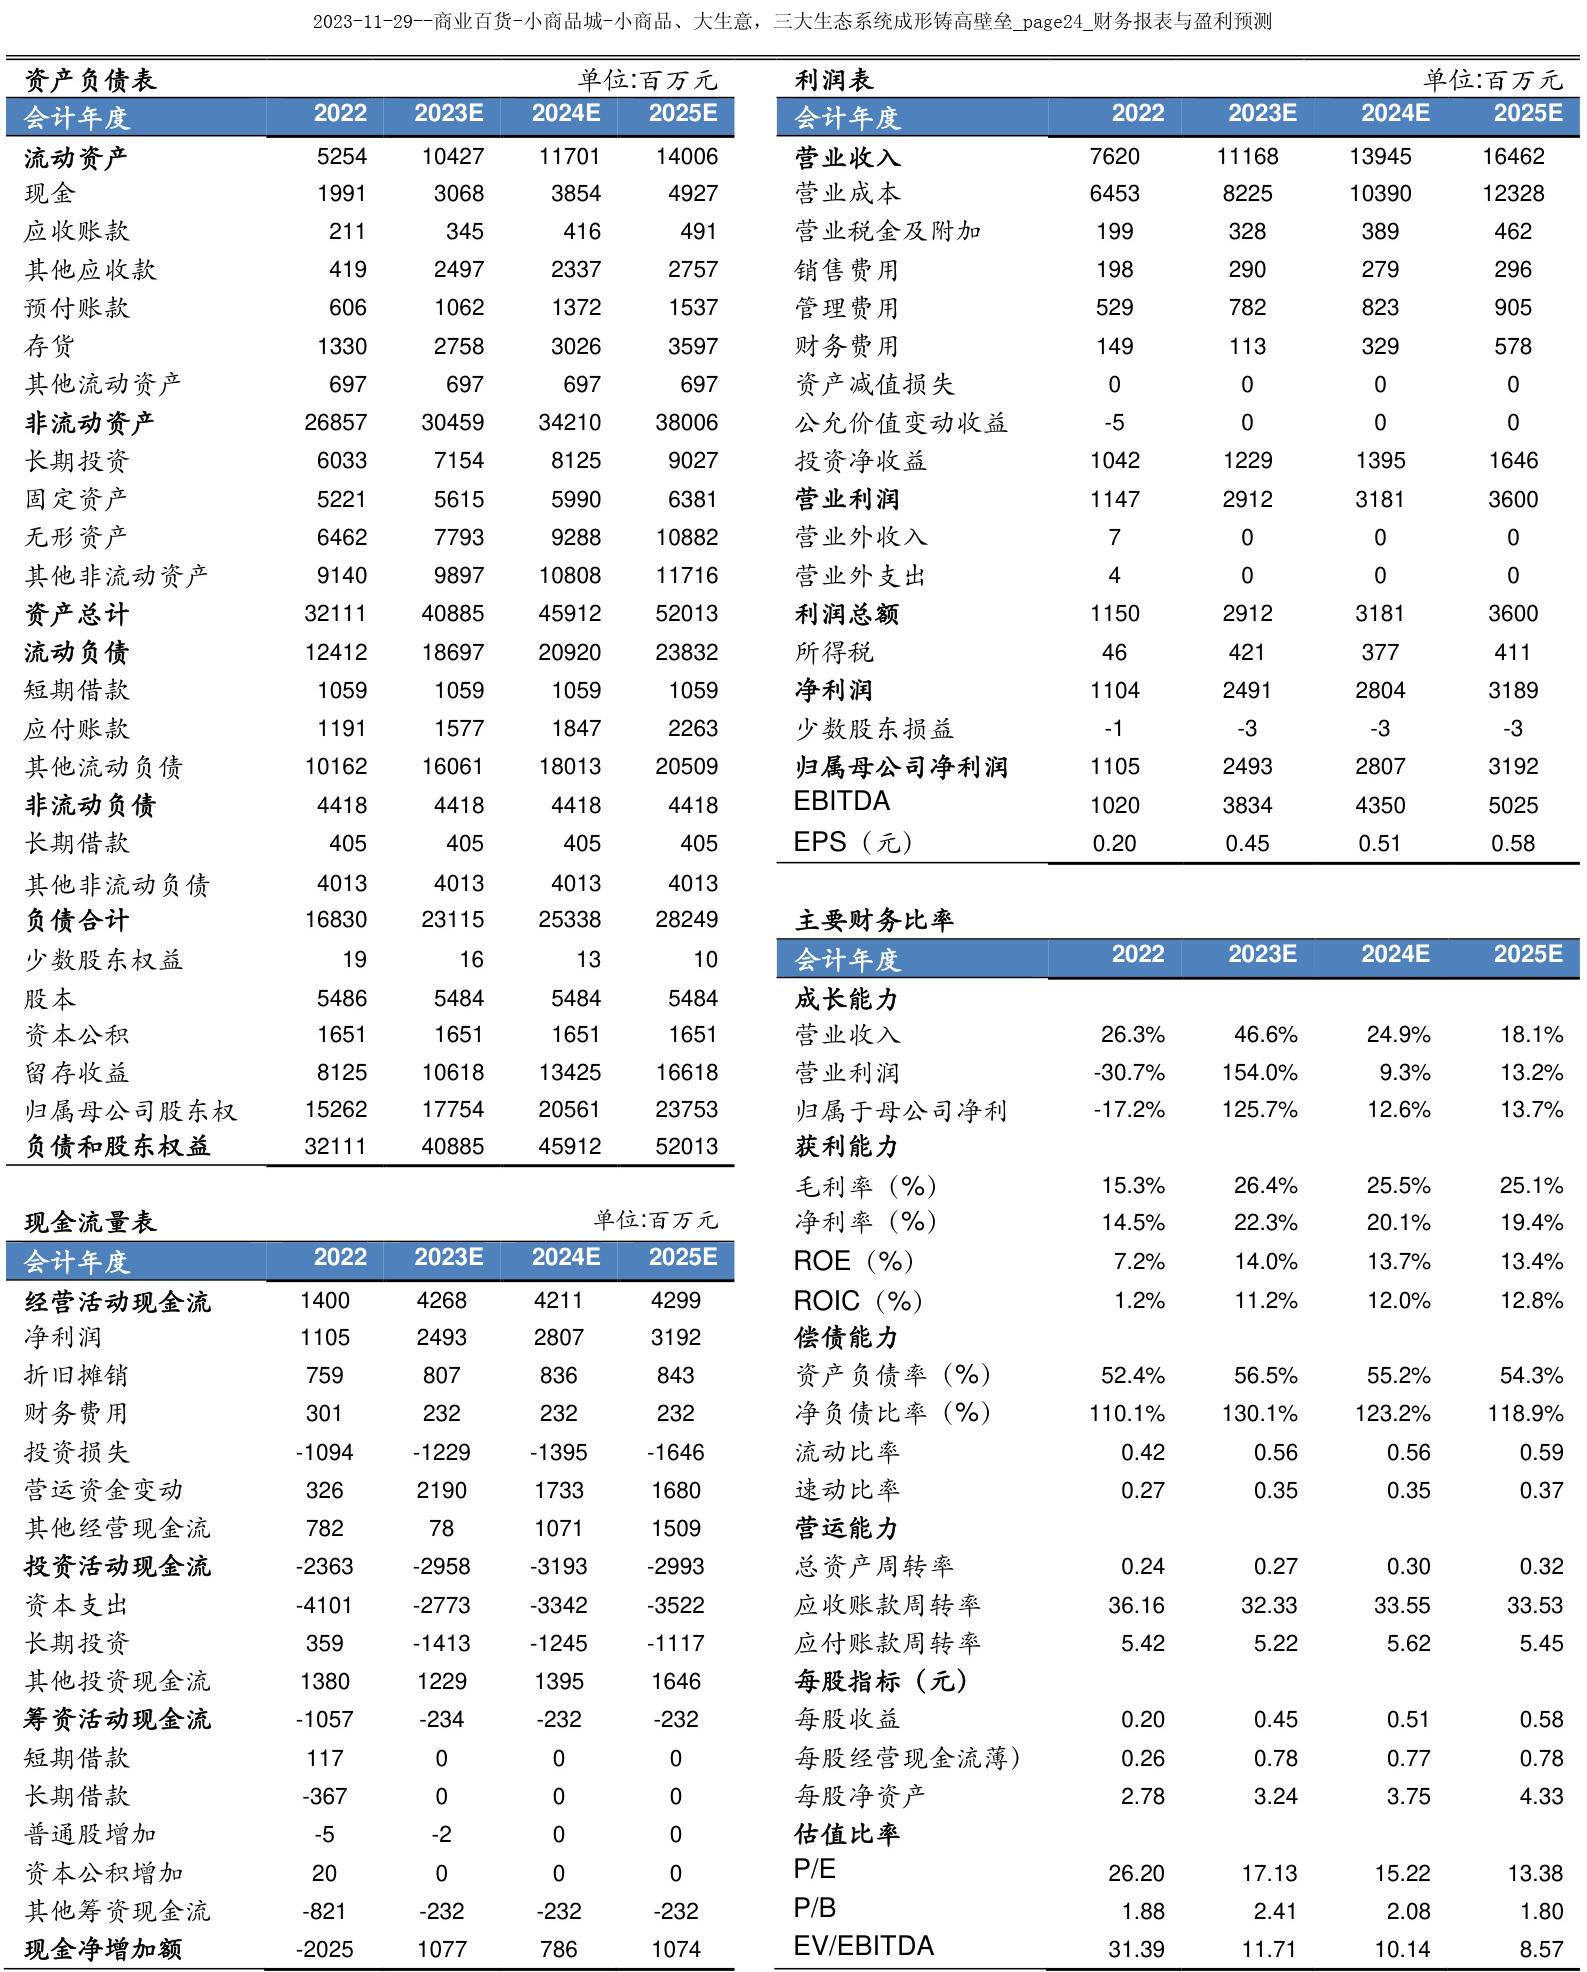 2023-11-29--商业百货-小商品城-小商品、大生意，三大生态系统成形铸高壁垒_page24_财务报表与盈利预测
资产负债表 单位:百万元
会计年度 2022 2023E 2024E 2025E
流动资产 5254 10427 11701 14006
现金 1991 3068 3854 4927
应收账款 211 345 416 491
其他应收款 419 2497 2337 2757
预付账款 606 1062 1372 1537
存货 1330 2758 3026 3597
其他流动资产 697 697 697 697
非流动资产 26857 30459 34210 38006
长期投资 6033 7154 8125 9027
固定资产 5221 5615 5990 6381
无形资产 6462 7793 9288 10882
其他非流动资产 9140 9897 10808 11716
资产总计 32111 40885 45912 52013
流动负债 12412 18697 20920 23832
短期借款 1059 1059 1059 1059
应付账款 1191 1577 1847 2263
其他流动负债 10162 16061 18013 20509
非流动负债 4418 4418 4418 4418
长期借款 405 405 405 405
其他非流动负债 4013 4013 4013 4013
负债合计 16830 23115 25338 28249
少数股东权益 19 16 13 10
股本 5486 5484 5484 5484
资本公积 1651 1651 1651 1651
留存收益 8125 10618 13425 16618
归属母公司股东权 15262 17754 20561 23753
负债和股东权益 32111 40885 45912 52013
现金流量表 单位:百万元
会计年度 2022 2023E 2024E 2025E
经营活动现金流 1400 4268 4211 4299
净利润 1105 2493 2807 3192
折旧摊销 759 807 836 843
财务费用 301 232 232 232
投资损失 -1094 -1229 -1395 -1646
营运资金变动 326 2190 1733 1680
其他经营现金流 782 78 1071 1509
投资活动现金流 -2363 -2958 -3193 -2993
资本支出 -4101 -2773 -3342 -3522
长期投资 359 -1413 -1245 -1117
其他投资现金流 1380 1229 1395 1646
筹资活动现金流 -1057 -234 -232 -232
短期借款 117 0 0 0
长期借款 -367 0 0 0
普通股增加 -5 -2 0 0
资本公积增加 20 0 0 0
其他筹资现金流 -821 -232 -232 -232
现金净增加额 -2025 1077 786 1074
利润表 单位:百万元
会计年度 2022 2023E 2024E 2025E
营业收入 7620 11168 13945 16462
营业成本 6453 8225 10390 12328
营业税金及附加 199 328 389 462
销售费用 198 290 279 296
管理费用 529 782 823 905
财务费用 149 113 329 578
资产减值损失 0 0 0 0
公允价值变动收益 -5 0 0 0
投资净收益 1042 1229 1395 1646
营业利润 1147 2912 3181 3600
营业外收入 7 0 0 0
营业外支出 4 0 0 0
利润总额 1150 2912 3181 3600
所得税 46 421 377 411
净利润 1104 2491 2804 3189
少数股东损益 -1 -3 -3 -3
归属母公司净利润 1105 2493 2807 3192
EBITDA 1020 3834 4350 5025
EPS（元） 0.20 0.45 0.51 0.58
主要财务比率
会计年度 2022 2023E 2024E 2025E
成长能力
营业收入 26.3% 46.6% 24.9% 18.1%
营业利润 -30.7% 154.0% 9.3% 13.2%
归属于母公司净利 -17.2% 125.7% 12.6% 13.7%
获利能力
毛利率（%） 15.3% 26.4% 25.5% 25.1%
净利率（%） 14.5% 22.3% 20.1% 19.4%
ROE（%） 7.2% 14.0% 13.7% 13.4%
ROIC（%） 1.2% 11.2% 12.0% 12.8%
偿债能力
资产负债率（%） 52.4% 56.5% 55.2% 54.3%
净负债比率（%） 110.1% 130.1% 123.2% 118.9%
流动比率 0.42 0.56 0.56 0.59
速动比率 0.27 0.35 0.35 0.37
营运能力
总资产周转率 0.24 0.27 0.30 0.32
应收账款周转率 36.16 32.33 33.55 33.53
应付账款周转率 5.42 5.22 5.62 5.45
每股指标（元）
每股收益 0.20 0.45 0.51 0.58
每股经营现金流薄） 0.26 0.78 0.77 0.78
每股净资产 2.78 3.24 3.75 4.33
估值比率
P/E 26.20 17.13 15.22 13.38
P/B 1.88 2.41 2.08 1.80
EV/EBITDA 31.39 11.71 10.14 8.57